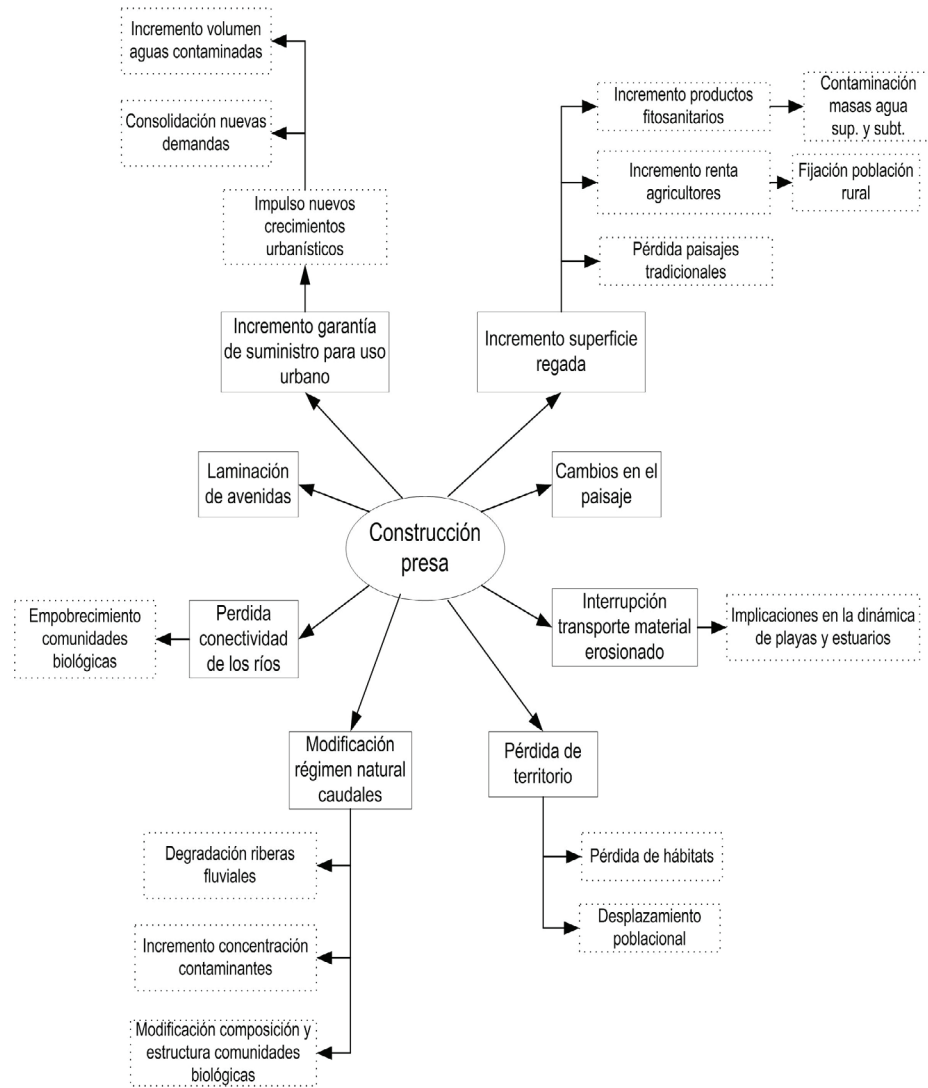 Incremento volumen
aguas contaminadas
Consolidación nuevas
demandas
Impulso nuevos
crecimientos
urbanísticos
Incremento garantía
de suministro para uso
urbano
Incremento productos
fitosanitarios
Contaminación
masas agua
sup. y subt.
Incremento renta
agricultores
Fijación población
rural
Pérdida paisajes
tradicionales
Incremento superficie
regada
Laminación
de avenidas
Cambios en el
paisaje
Construcción
presa
Empobrecimiento
comunidades
biológicas
Perdida
conectividad
de los ríos
Interrupción
transporte material
erosionado
Implicaciones en la dinámica
de playas y estuarios
Modificación
régimen natural
caudales
Pérdida de
territorio
Degradación riberas
fluviales
Incremento concentración
contaminantes
Modificación composición y
estructura comunidades
biológicas
Pérdida de hábitats
Desplazamiento
poblacional